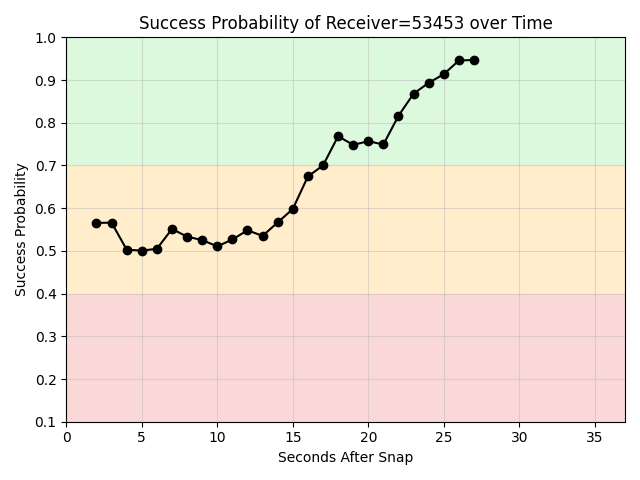 Success Probability of Receiver=53453 over Time
1.0
0.9
0.8
0.7
0.6
0.5
0.4
0.3
0.2
0.1
Success Probability
0 5 10 15 20 25 30 35
Seconds After Snap